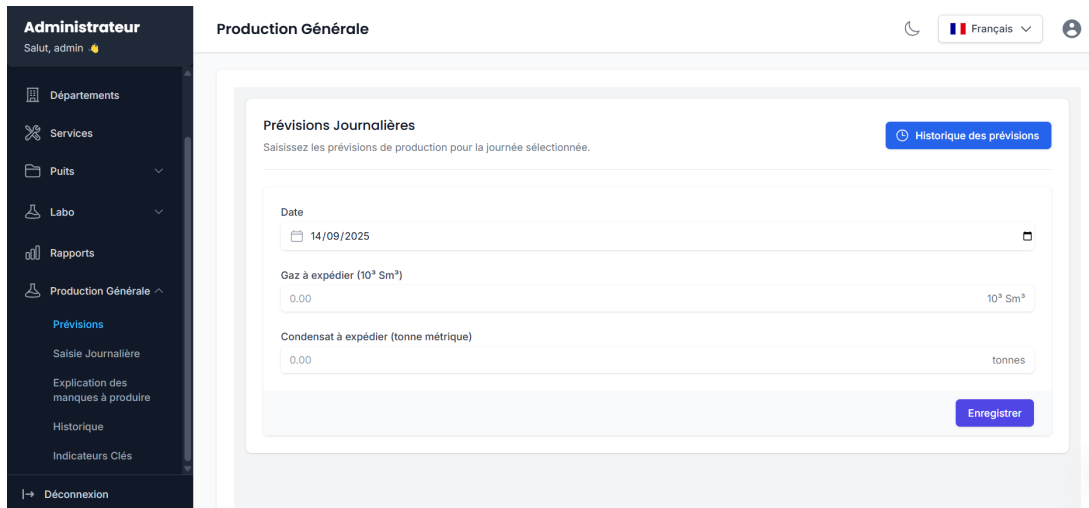 Administrateur
Salut, admin 👋
Départements
Services
Puits
Labo
Rapports
Production Générale
Prévisions
Saisie Journalière
Explication des
manques à produire
Historique
Indicateurs Clés
Déconnexion
Production Générale
Français
Prévisions Journalières
Saisissez les prévisions de production pour la journée sélectionnée.
Historique des prévisions
Date
14/09/2025
Gaz à expédier (10³ Sm³)
0.00 10³ Sm³
Condensat à expédier (tonne métrique)
0.00 tonnes
Enregistrer